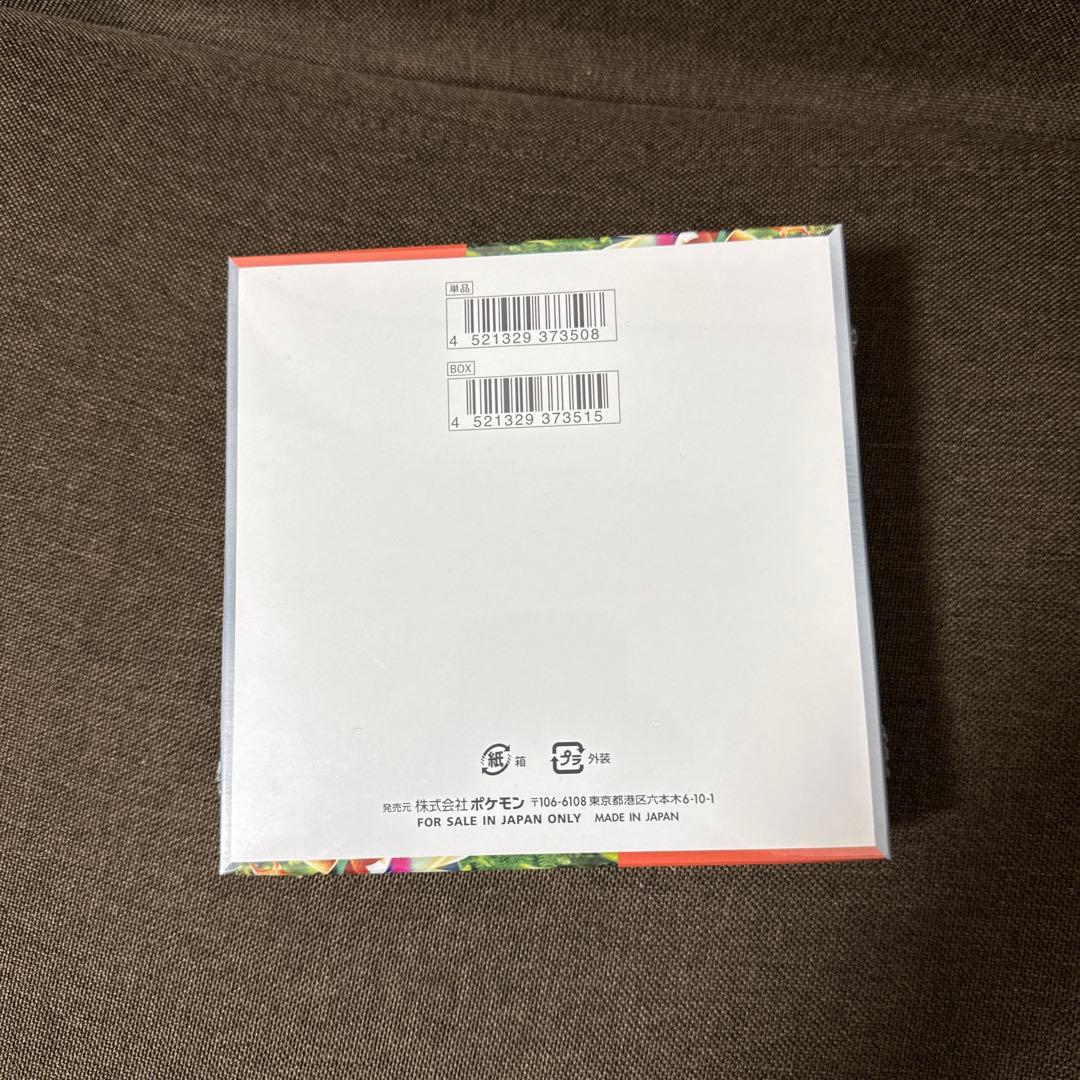 単品
4 521329 373508
BOX
4 521329 373515
紙 箱 プラ 外装
発売元 株式会社ポケモン 〒106-6108 東京都港区六本木6-10-1
FOR SALE IN JAPAN ONLY MADE IN JAPAN